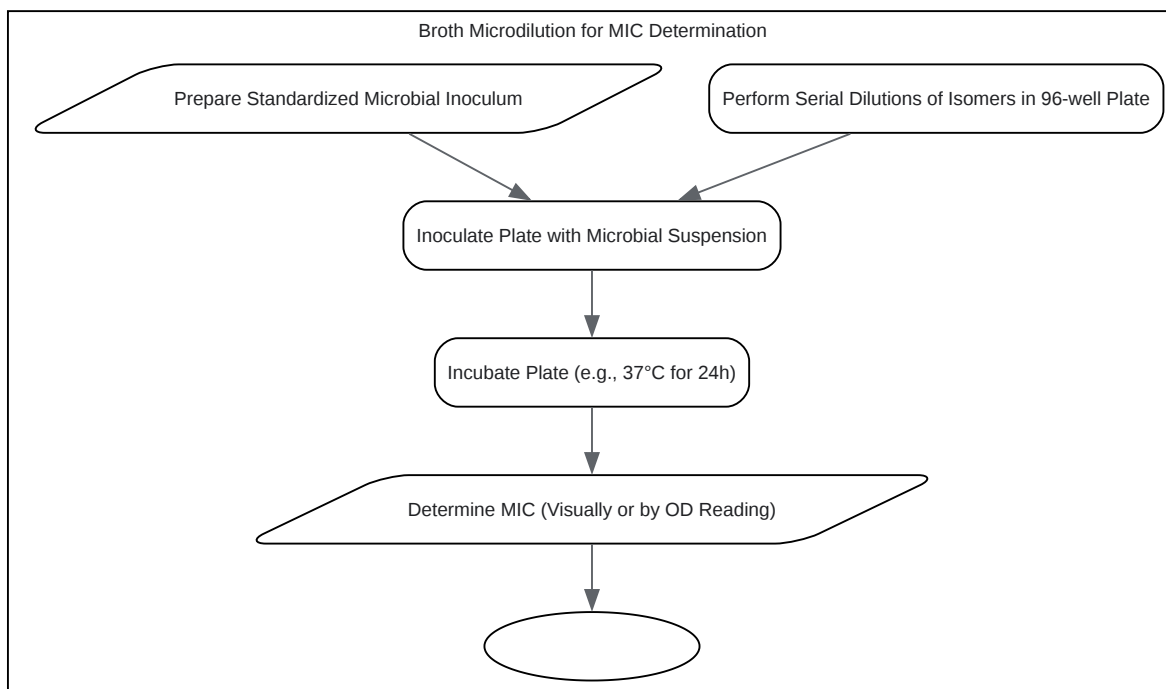 Broth Microdilution for MIC Determination
Prepare Standardized Microbial Inoculum
Perform Serial Dilutions of Isomers in 96-well Plate
Inoculate Plate with Microbial Suspension
Incubate Plate (e.g., 37°C for 24h)
Determine MIC (Visually or by OD Reading)